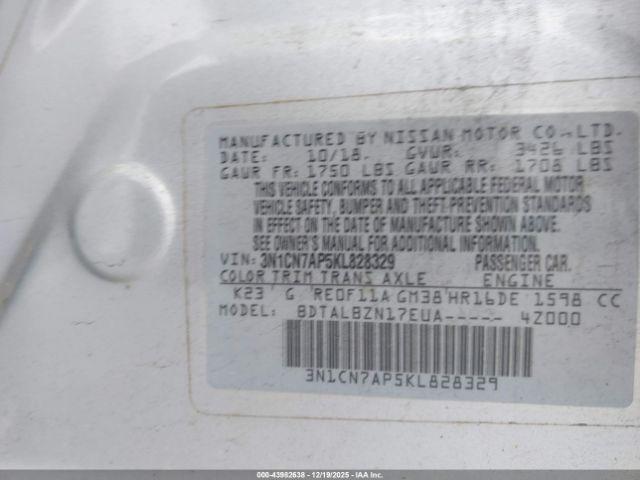 MANUFACTURED BY NISSAN MOTOR CO.,LTD.
DATE: 10/18. GVWR: 3426 LBS
GAWR FR: 1750 LBS GAWR RR: 1708 LBS
THIS VEHICLE CONFORMS TO ALL APPLICABLE FEDERAL MOTOR
VEHICLE SAFETY, BUMPER AND THEFT-PREVENTION STANDARDS
IN EFFECT ON THE DATE OF MANUFACTURE SHOWN ABOVE.
SEE OWNER'S MANUAL FOR ADDITIONAL INFORMATION.
VIN: 3N1CN7AP5KL828329 PASSENGER CAR.
COLOR TRIM TRANS AXLE ENGINE
K23 G RE0F11A GM38 HR16DE 1598 CC
MODEL: BDTALBZN17EUA----- 4Z000
3N1CN7AP5KL828329
000-43982638 - 12/19/2025 - IAAI.COM